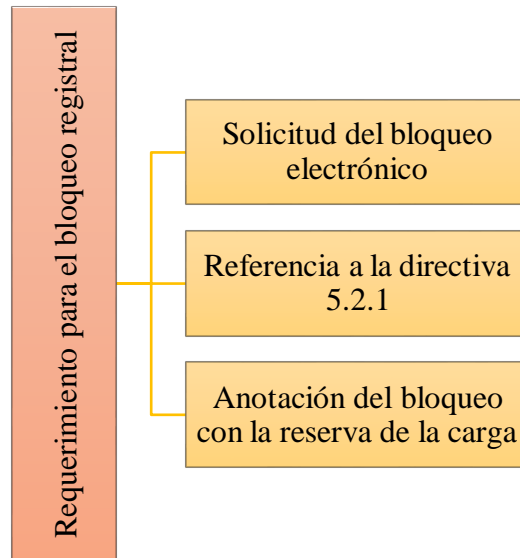 Requerimiento para el bloqueo registral
Solicitud del bloqueo
electrónico
Referencia a la directiva
5.2.1
Anotación del bloqueo
con la reserva de la carga